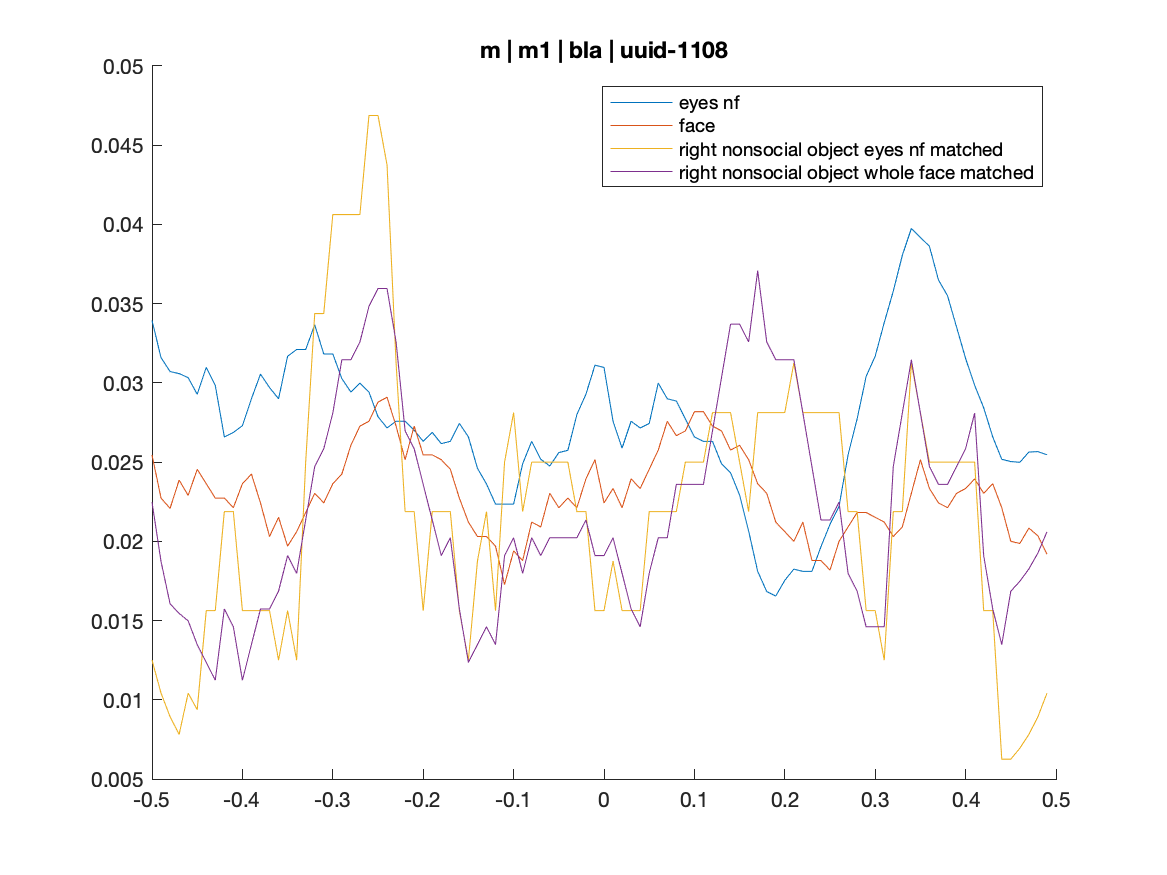 m | m1 | bla | uuid-1108
0.05
0.045
0.04
0.035
0.03
0.025
0.02
0.015
0.01
0.005
eyes nf
face
right nonsocial object eyes nf matched
right nonsocial object whole face matched
-0.5 -0.4 -0.3 -0.2 -0.1 0 0.1 0.2 0.3 0.4 0.5